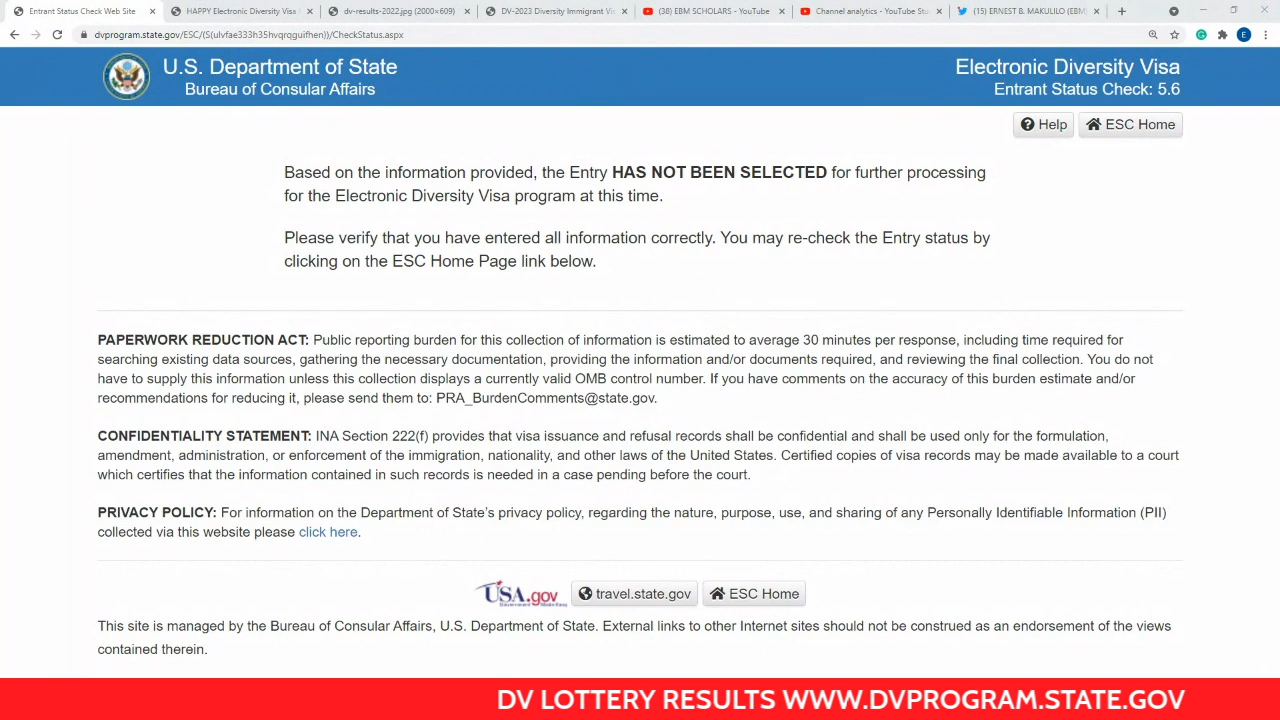 Entrant Status Check Web Site
HAPPY Electronic Diversity Visa
dv-results-2022.jpg (2000×609)
DV-2023 Diversity Immigrant Vi
(38) EBM SCHOLARS - YouTube
Channel analytics - YouTube Stu
(15) ERNEST B. MAKULILO (EBM
dvprogram.state.gov/ESC/(S(ulvfae333h35hvqrqguifhen))/CheckStatus.aspx
E
U.S. Department of State
Bureau of Consular Affairs
Electronic Diversity Visa
Entrant Status Check: 5.6
Help
ESC Home
Based on the information provided, the Entry HAS NOT BEEN SELECTED for further processing
for the Electronic Diversity Visa program at this time.
Please verify that you have entered all information correctly. You may re-check the Entry status by
clicking on the ESC Home Page link below.
PAPERWORK REDUCTION ACT: Public reporting burden for this collection of information is estimated to average 30 minutes per response, including time required for
searching existing data sources, gathering the necessary documentation, providing the information and/or documents required, and reviewing the final collection. You do not
have to supply this information unless this collection displays a currently valid OMB control number. If you have comments on the accuracy of this burden estimate and/or
recommendations for reducing it, please send them to: PRA_BurdenComments@state.gov.
CONFIDENTIALITY STATEMENT: INA Section 222(f) provides that visa issuance and refusal records shall be confidential and shall be used only for the formulation,
amendment, administration, or enforcement of the immigration, nationality, and other laws of the United States. Certified copies of visa records may be made available to a court
which certifies that the information contained in such records is needed in a case pending before the court.
PRIVACY POLICY: For information on the Department of State's privacy policy, regarding the nature, purpose, use, and sharing of any Personally Identifiable Information (PII)
collected via this website please click here.
USA.gov
travel.state.gov
ESC Home
This site is managed by the Bureau of Consular Affairs, U.S. Department of State. External links to other Internet sites should not be construed as an endorsement of the views
contained therein.
DV LOTTERY RESULTS WWW.DVPROGRAM.STATE.GOV